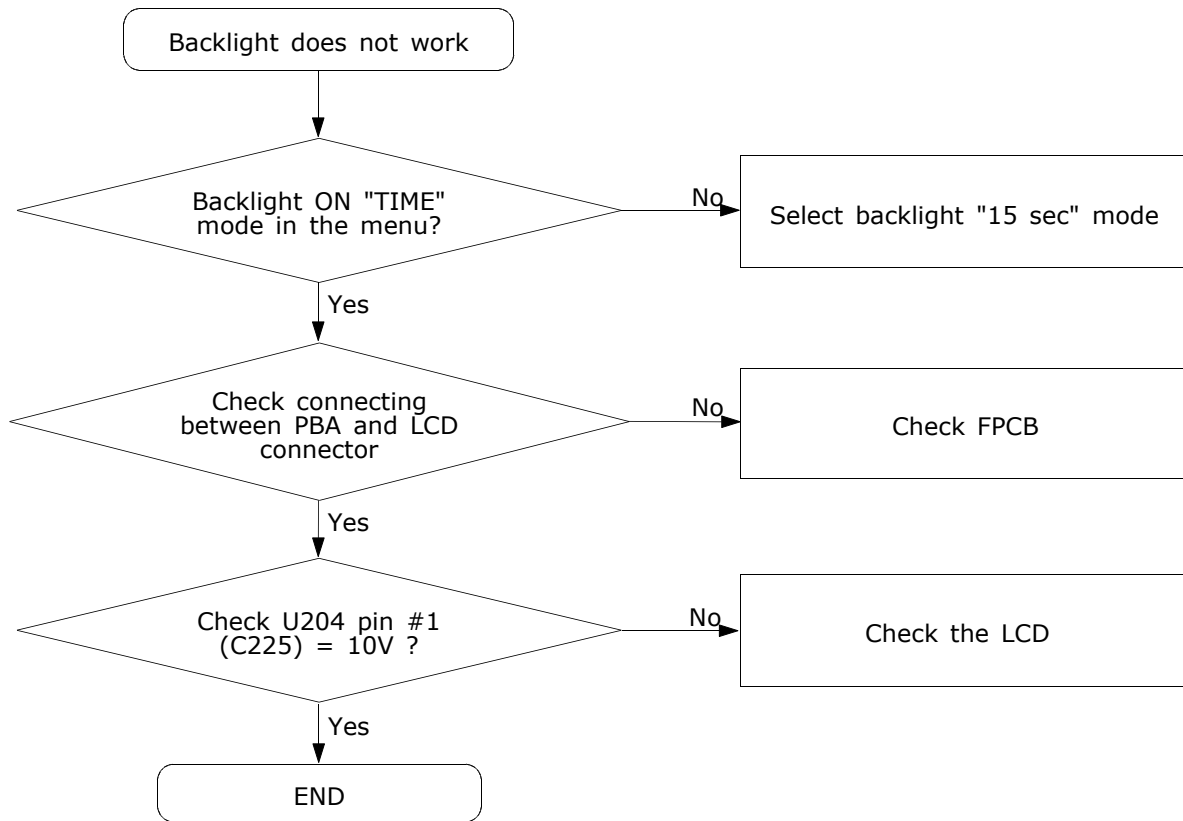 Backlight does not work
Backlight ON "TIME"
mode in the menu?
No
Select backlight "15 sec" mode
Yes
Check connecting
between PBA and LCD
connector
No
Check FPCB
Yes
Check U204 pin #1
(C225) = 10V ?
No
Check the LCD
Yes
END